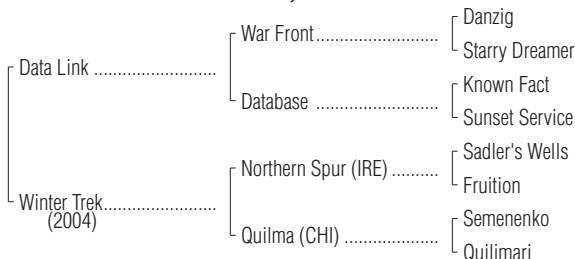 Danzig
War Front........................
Starry Dreamer
Data Link ........................
Known Fact
Database ........................
Sunset Service
Sadler's Wells
Northern Spur (IRE) ..........
Fruition
Winter Trek......................
(2004)
Semenenko
Quilma (CHI) ....................
Quilimari